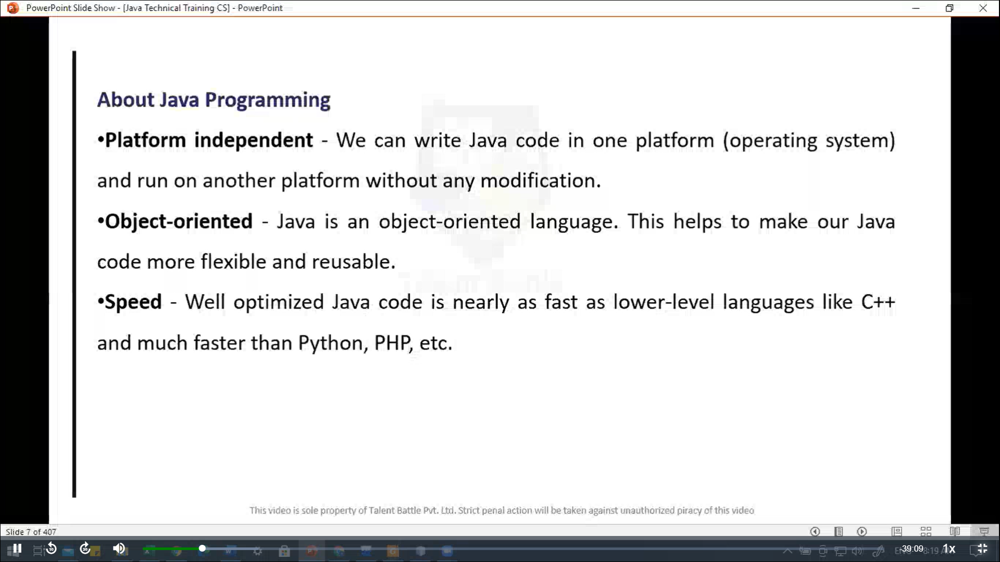 PowerPoint Slide Show - [Java Technical Training CS] - PowerPoint
About Java Programming
•Platform independent - We can write Java code in one platform (operating system)
and run on another platform without any modification.
•Object-oriented - Java is an object-oriented language. This helps to make our Java
code more flexible and reusable.
•Speed - Well optimized Java code is nearly as fast as lower-level languages like C++
and much faster than Python, PHP, etc.
This video is sole property of Talent Battle Pvt. Ltd. Strict penal action will be taken against unauthorized piracy of this video
Slide 7 of 407
10
30
-39:09
8:19
1x